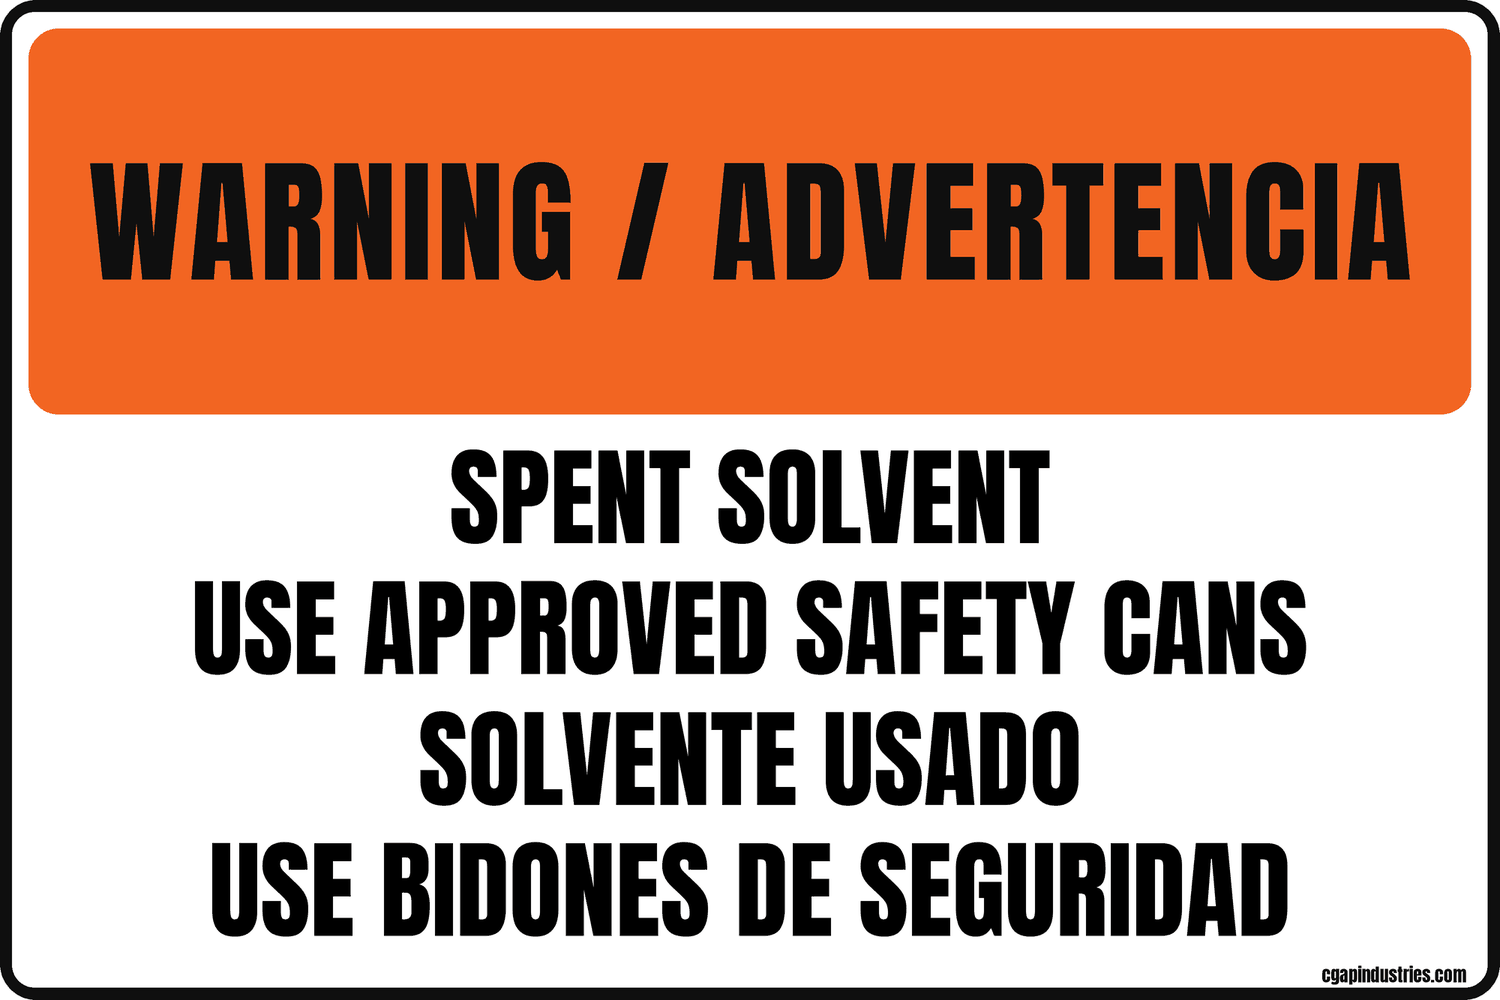 WARNING / ADVERTENCIA
SPENT SOLVENT
USE APPROVED SAFETY CANS
SOLVENTE USADO
USE BIDONES DE SEGURIDAD
cgapindustries.com